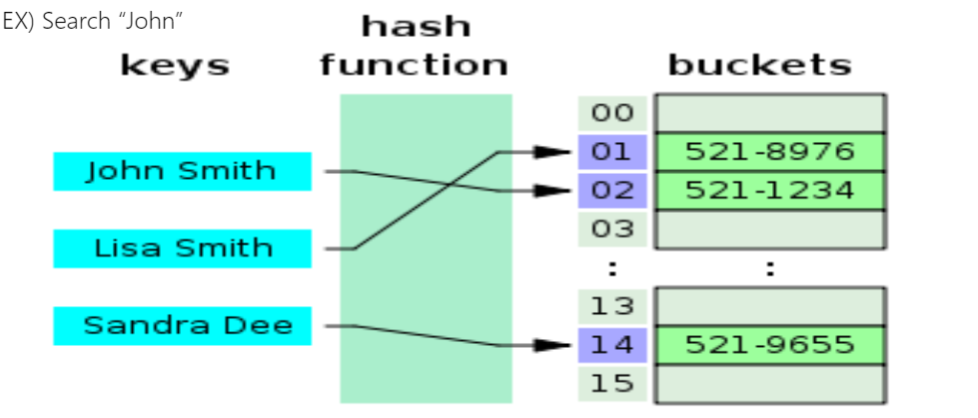 EX) Search “John”
hash
keys function buckets
00
01 521-8976
John Smith
02 521-1234
03
Lisa Smith
: :
13
Sandra Dee
14 521-9655
15